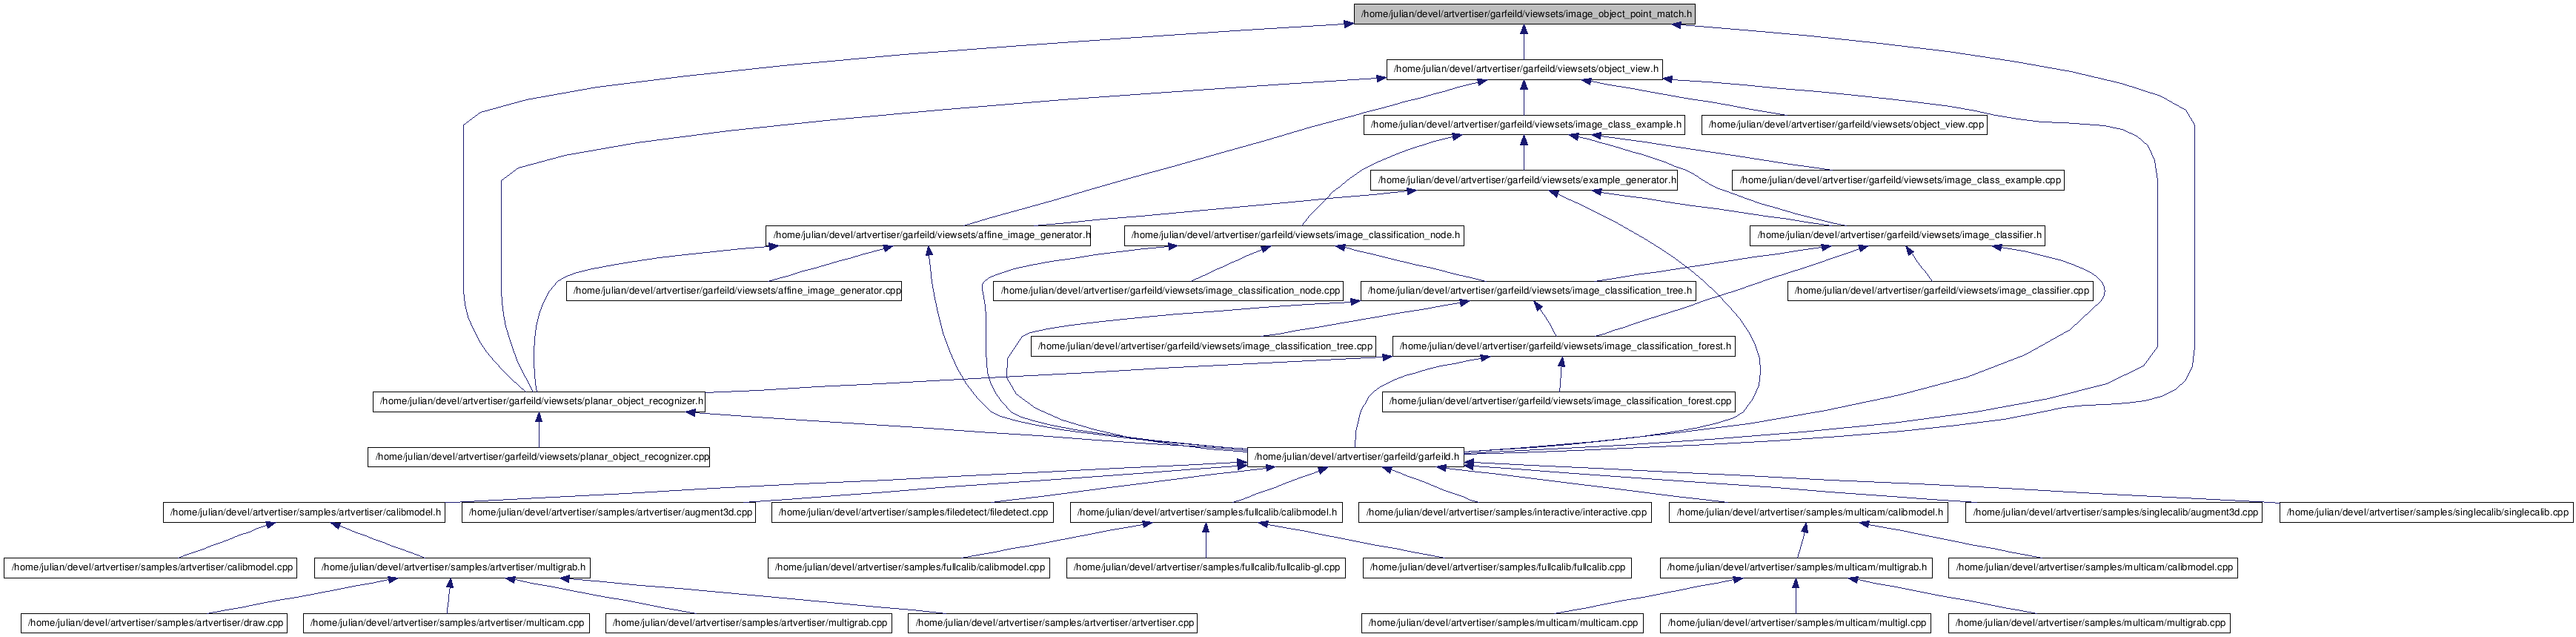 /home/julian/devel/artvertiser/garfeild/viewsets/image_object_point_match.h
/home/julian/devel/artvertiser/garfeild/viewsets/object_view.h
/home/julian/devel/artvertiser/garfeild/viewsets/image_class_example.h
/home/julian/devel/artvertiser/garfeild/viewsets/object_view.cpp
/home/julian/devel/artvertiser/garfeild/viewsets/example_generator.h
/home/julian/devel/artvertiser/garfeild/viewsets/image_class_example.cpp
/home/julian/devel/artvertiser/garfeild/viewsets/affine_image_generator.h
/home/julian/devel/artvertiser/garfeild/viewsets/image_classification_node.h
/home/julian/devel/artvertiser/garfeild/viewsets/image_classifier.h
/home/julian/devel/artvertiser/garfeild/viewsets/affine_image_generator.cpp
/home/julian/devel/artvertiser/garfeild/viewsets/image_classification_node.cpp
/home/julian/devel/artvertiser/garfeild/viewsets/image_classification_tree.h
/home/julian/devel/artvertiser/garfeild/viewsets/image_classifier.cpp
/home/julian/devel/artvertiser/garfeild/viewsets/image_classification_tree.cpp
/home/julian/devel/artvertiser/garfeild/viewsets/image_classification_forest.h
/home/julian/devel/artvertiser/garfeild/viewsets/planar_object_recognizer.h
/home/julian/devel/artvertiser/garfeild/viewsets/image_classification_forest.cpp
/home/julian/devel/artvertiser/garfeild/viewsets/planar_object_recognizer.cpp
/home/julian/devel/artvertiser/garfeild/garfeild.h
/home/julian/devel/artvertiser/samples/artvertiser/calibmodel.h
/home/julian/devel/artvertiser/samples/artvertiser/augment3d.cpp
/home/julian/devel/artvertiser/samples/filedetect/filedetect.cpp
/home/julian/devel/artvertiser/samples/fullcalib/calibmodel.h
/home/julian/devel/artvertiser/samples/interactive/interactive.cpp
/home/julian/devel/artvertiser/samples/multicam/calibmodel.h
/home/julian/devel/artvertiser/samples/singlecalib/augment3d.cpp
/home/julian/devel/artvertiser/samples/singlecalib/singlecalib.cpp
/home/julian/devel/artvertiser/samples/artvertiser/calibmodel.cpp
/home/julian/devel/artvertiser/samples/artvertiser/multigrab.h
/home/julian/devel/artvertiser/samples/fullcalib/calibmodel.cpp
/home/julian/devel/artvertiser/samples/fullcalib/fullcalib-gl.cpp
/home/julian/devel/artvertiser/samples/fullcalib/fullcalib.cpp
/home/julian/devel/artvertiser/samples/multicam/multigrab.h
/home/julian/devel/artvertiser/samples/multicam/calibmodel.cpp
/home/julian/devel/artvertiser/samples/artvertiser/draw.cpp
/home/julian/devel/artvertiser/samples/artvertiser/multicam.cpp
/home/julian/devel/artvertiser/samples/artvertiser/multigrab.cpp
/home/julian/devel/artvertiser/samples/artvertiser/artvertiser.cpp
/home/julian/devel/artvertiser/samples/multicam/multicam.cpp
/home/julian/devel/artvertiser/samples/multicam/multigl.cpp
/home/julian/devel/artvertiser/samples/multicam/multigrab.cpp